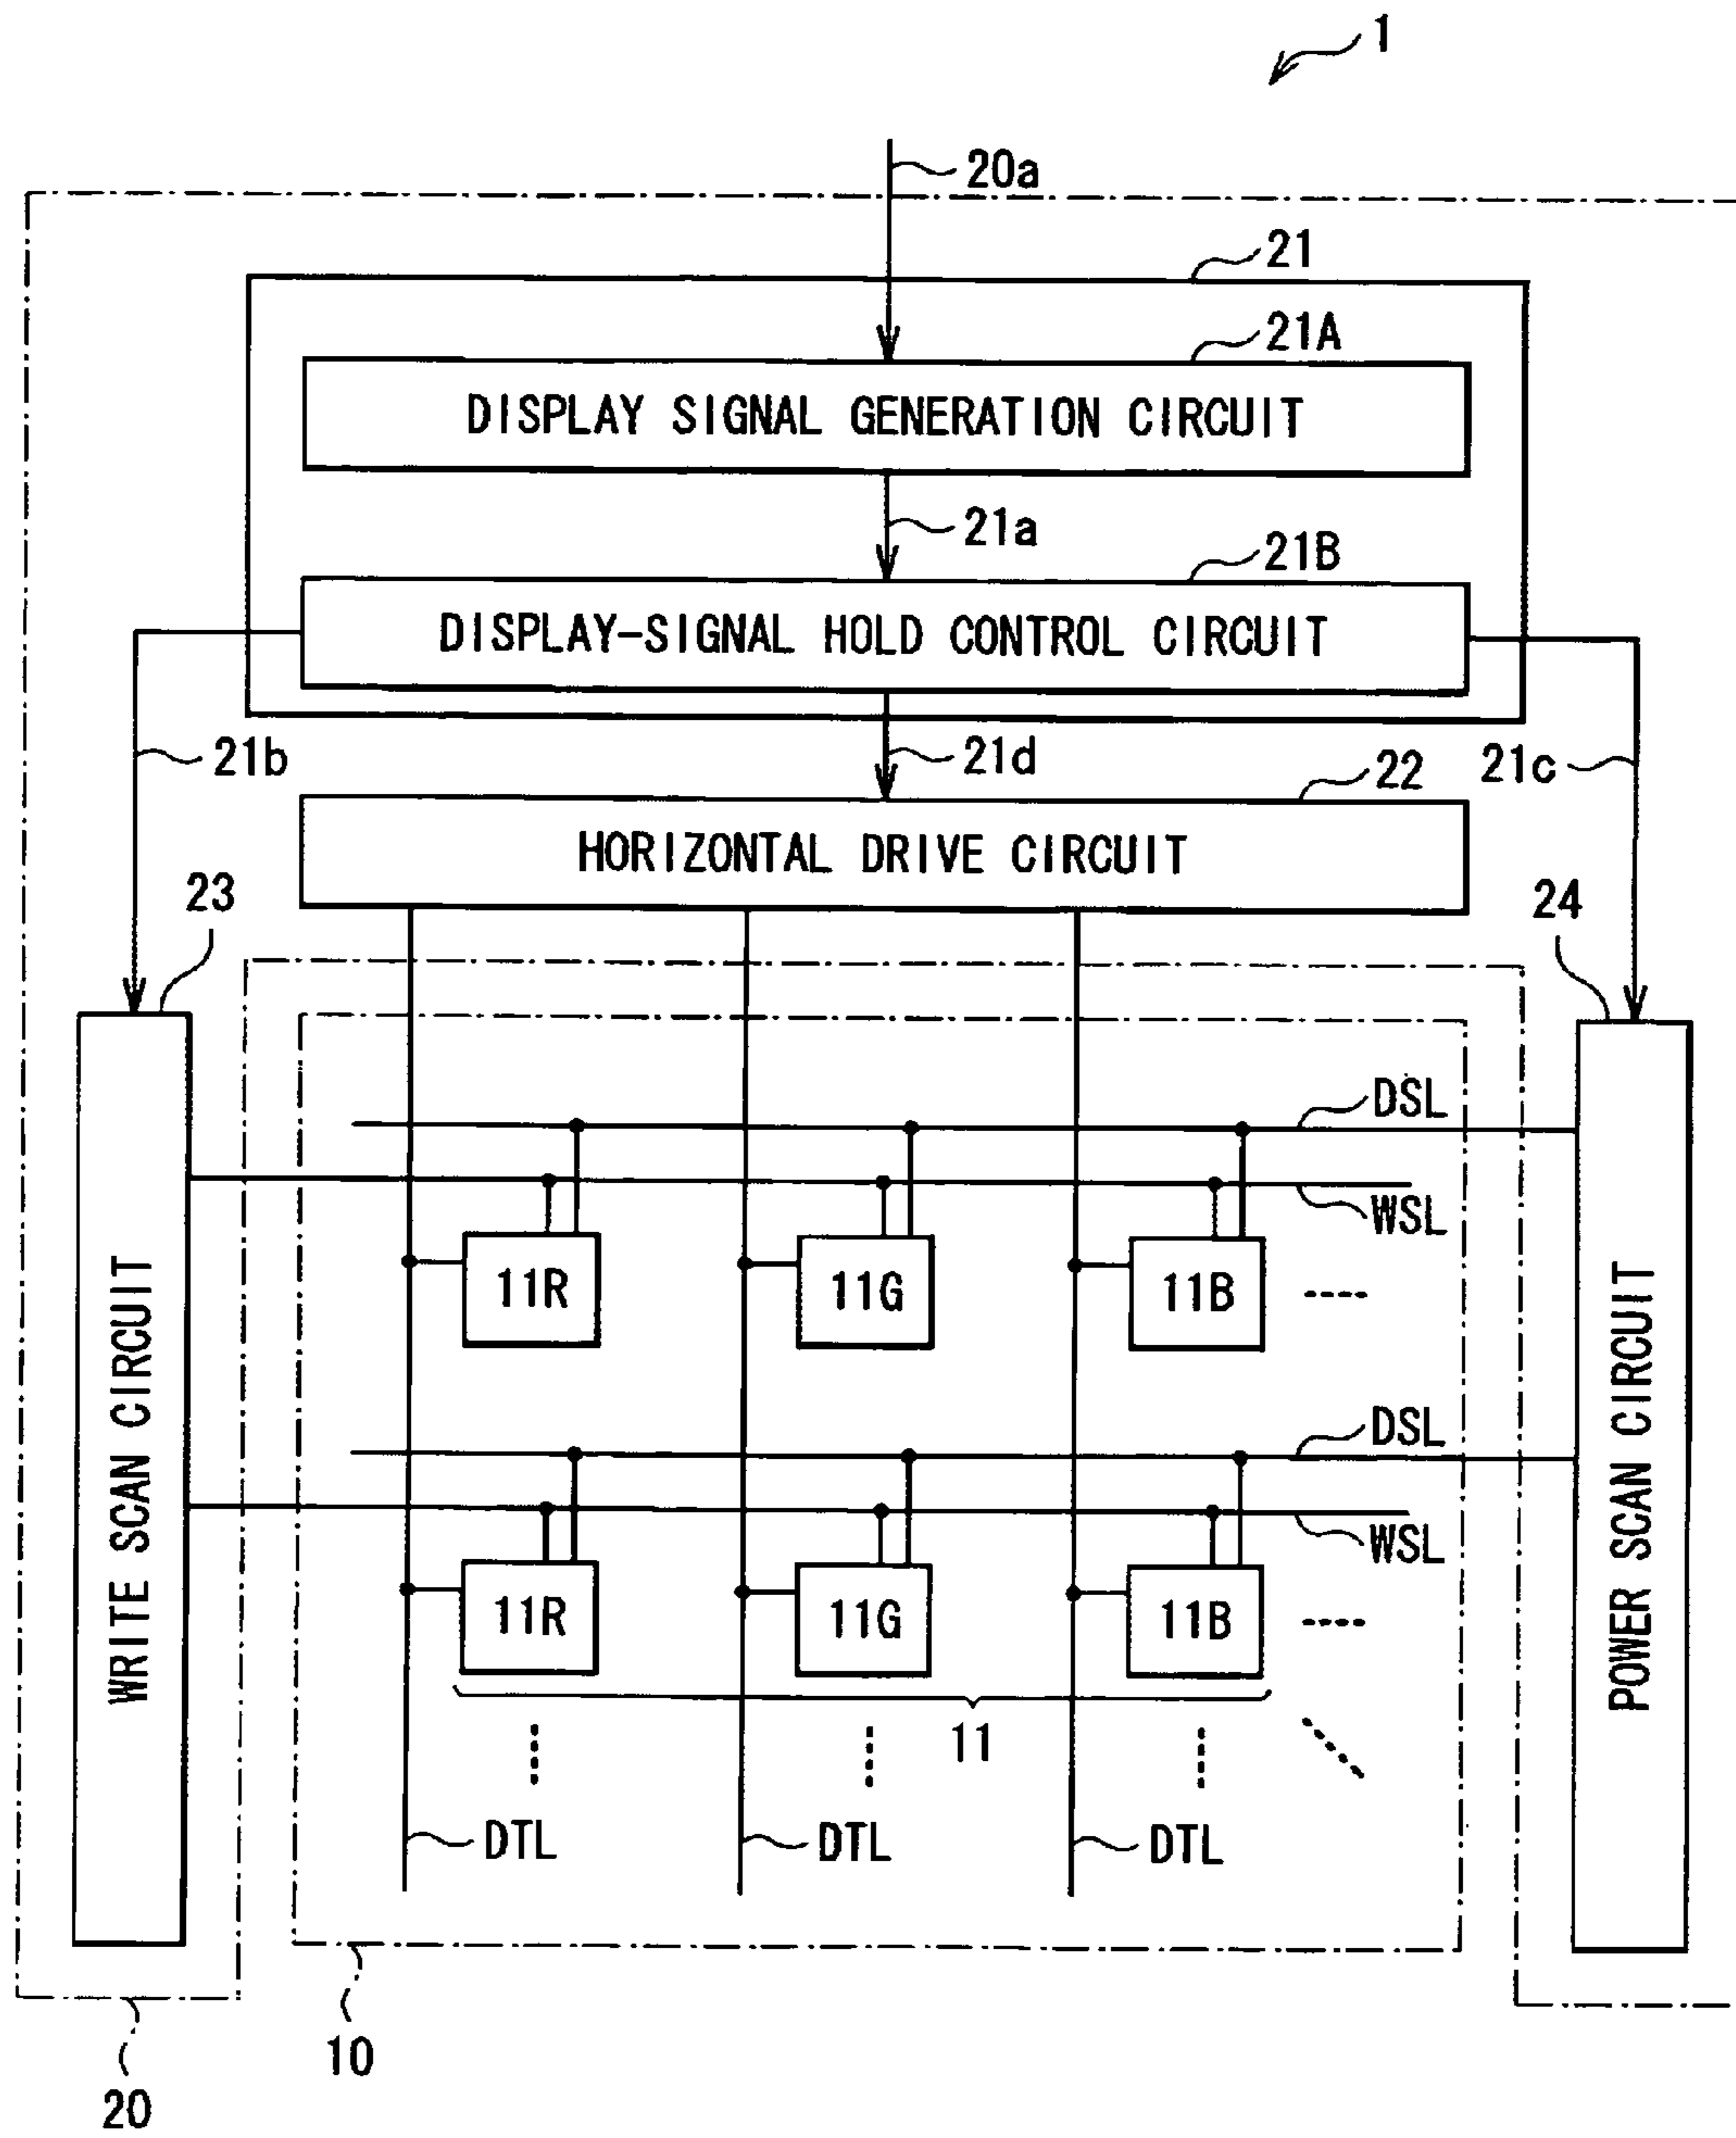 1
20a
21
21A
DISPLAY SIGNAL GENERATION CIRCUIT
21a
21B
DISPLAY-SIGNAL HOLD CONTROL CIRCUIT
21b
21d
21c
22
HORIZONTAL DRIVE CIRCUIT
23
24
WRITE SCAN CIRCUIT
POWER SCAN CIRCUIT
DSL
WSL
11R 11G 11B
DSL
WSL
11R 11G 11B
11
DTL DTL DTL
10
20